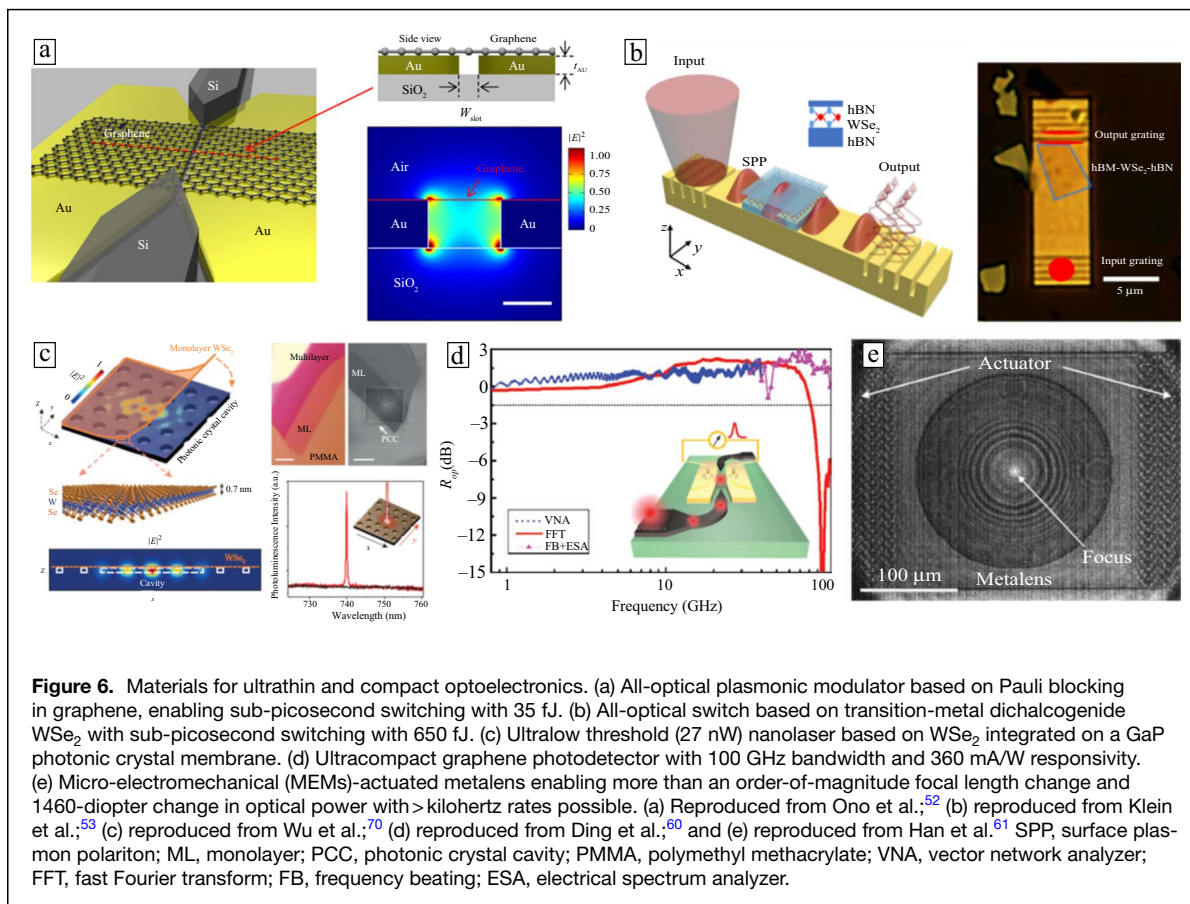 a
Side view
Graphene
Si
Au
Au
t_AU
SiO₂
W_slot
Graphene
|E|²
1.00
0.75
0.50
0.25
0
Air
Graphene
Au
Au
SiO₂
Au
Si
Au
b
Input
hBN
WSe₂
hBN
SPP
Output
z
y
x
Output grating
hBM-WSe₂-hBN
Input grating
5 µm
c
Monolayer WSe₂
|E|²
1
0
z
y
x
Photonic crystal cavity
Se
W
Se
0.7 nm
|E|²
WSe₂
z
Cavity
x
Multilayer
ML
PMMA
ML
PCC
Photoluminescence Intensity (a.u.)
x
y
730
740
750
760
Wavelength (nm)
d
3
0
−3
−6
−9
−12
−15
R_op(dB)
VNA
FFT
FB+ESA
1
10
100
Frequency (GHz)
e
Actuator
Focus
Metalens
100 µm
Figure 6. Materials for ultrathin and compact optoelectronics. (a) All-optical plasmonic modulator based on Pauli blocking
in graphene, enabling sub-picosecond switching with 35 fJ. (b) All-optical switch based on transition-metal dichalcogenide
WSe₂ with sub-picosecond switching with 650 fJ. (c) Ultralow threshold (27 nW) nanolaser based on WSe₂ integrated on a GaP
photonic crystal membrane. (d) Ultracompact graphene photodetector with 100 GHz bandwidth and 360 mA/W responsivity.
(e) Micro-electromechanical (MEMs)-actuated metalens enabling more than an order-of-magnitude focal length change and
1460-diopter change in optical power with > kilohertz rates possible. (a) Reproduced from Ono et al.;⁵² (b) reproduced from Klein
et al.;⁵³ (c) reproduced from Wu et al.;⁷⁰ (d) reproduced from Ding et al.;⁶⁰ and (e) reproduced from Han et al.⁶¹ SPP, surface plas-
mon polariton; ML, monolayer; PCC, photonic crystal cavity; PMMA, polymethyl methacrylate; VNA, vector network analyzer;
FFT, fast Fourier transform; FB, frequency beating; ESA, electrical spectrum analyzer.